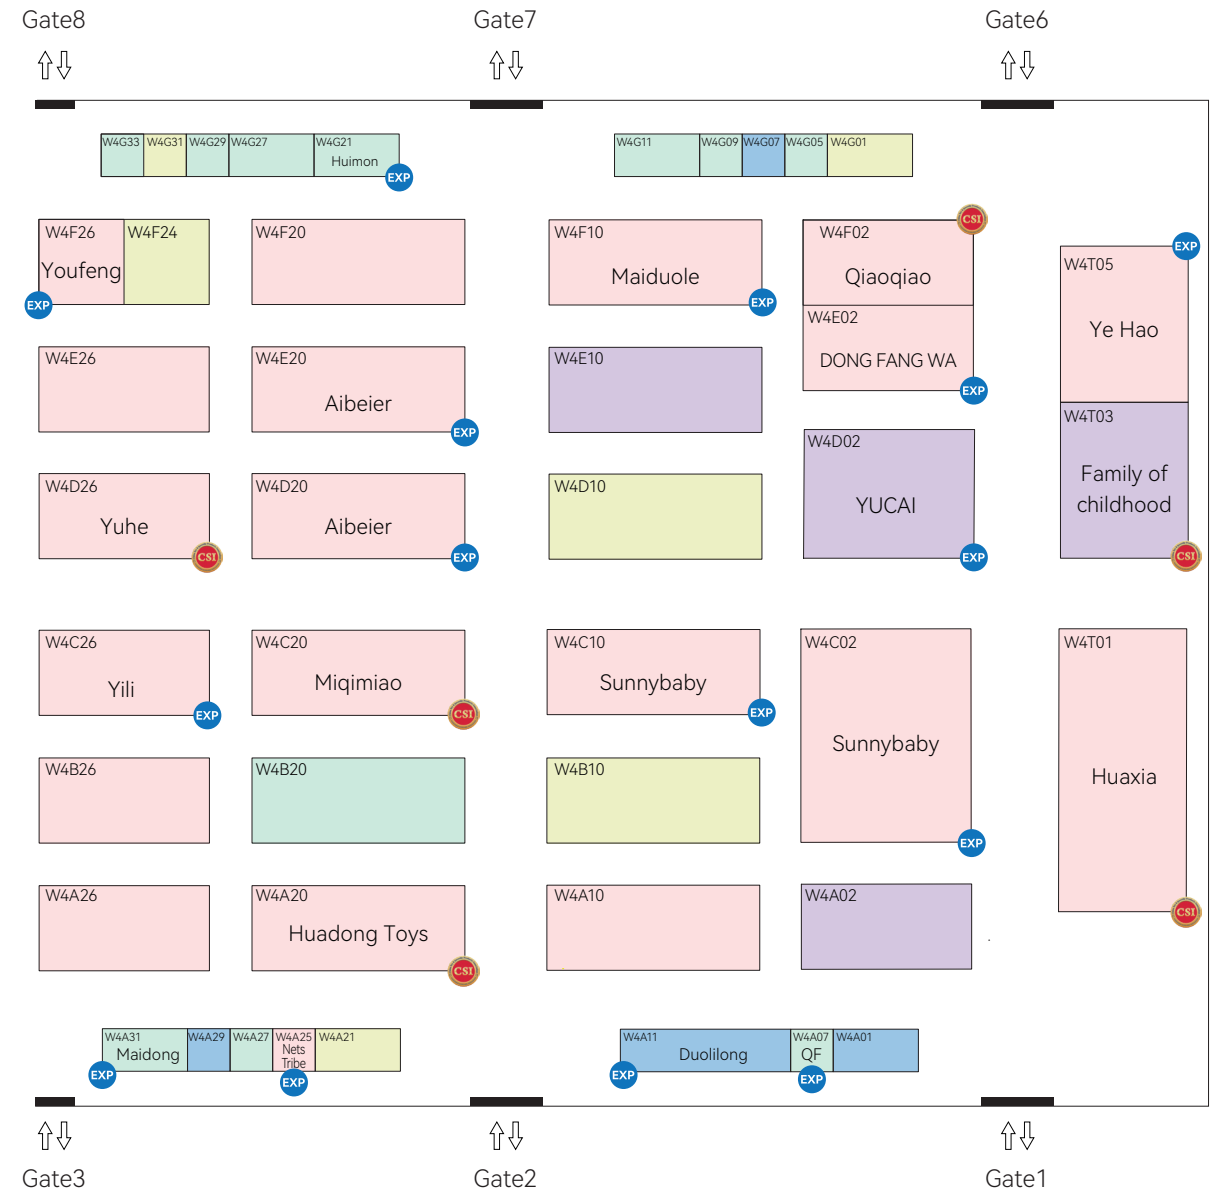 Gate8 Gate7 Gate6
W4G33 W4G31 W4G29 W4G27 W4G21 W4G11 W4G09 W4G07 W4G05 W4G01
Huimon
EXP
CSI
W4F26 W4F24 W4F20 W4F10 W4F02
EXP
Youfeng Maiduole Qiaoqiao W4T05
EXP EXP
W4E02
Ye Hao
W4E26 W4E20 W4E10
DONG FANG WA
Aibeier
EXP
W4T03
EXP
W4D02
Family of
W4D26 W4D20 W4D10
childhood
Yuhe Aibeier YUCAI
CSI EXP EXP CSI
W4C26 W4C20 W4C10 W4C02 W4T01
Yili Miqimiao Sunnybaby
EXP CSI EXP
Sunnybaby
W4B26 W4B20 W4B10
Huaxia
EXP
W4A26 W4A20 W4A10 W4A02
CSI
Huadong Toys
CSI
W4A31 W4A29 W4A27 W4A25 W4A21 W4A11 W4A07 W4A01
Maidong Nets Duolilong QF
Tribe
EXP EXP EXP EXP
Gate3 Gate2 Gate1